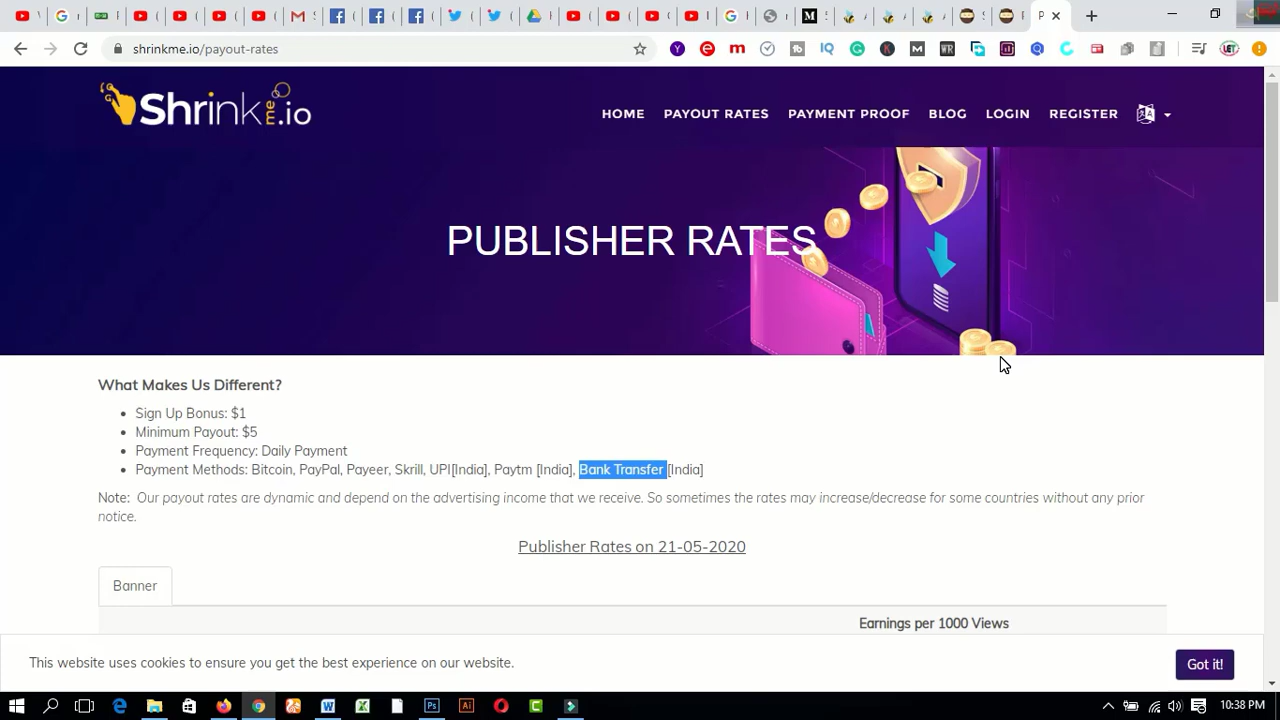 shrinkme.io/payout-rates
Shrinkme.io
HOME PAYOUT RATES PAYMENT PROOF BLOG LOGIN REGISTER
PUBLISHER RATES
What Makes Us Different?
Sign Up Bonus: $1
Minimum Payout: $5
Payment Frequency: Daily Payment
Payment Methods: Bitcoin, PayPal, Payeer, Skrill, UPI[India], Paytm [India], Bank Transfer [India]
Note: Our payout rates are dynamic and depend on the advertising income that we receive. So sometimes the rates may increase/decrease for some countries without any prior
notice.
Publisher Rates on 21-05-2020
Banner
Earnings per 1000 Views
This website uses cookies to ensure you get the best experience on our website.
Got it!
10:38 PM